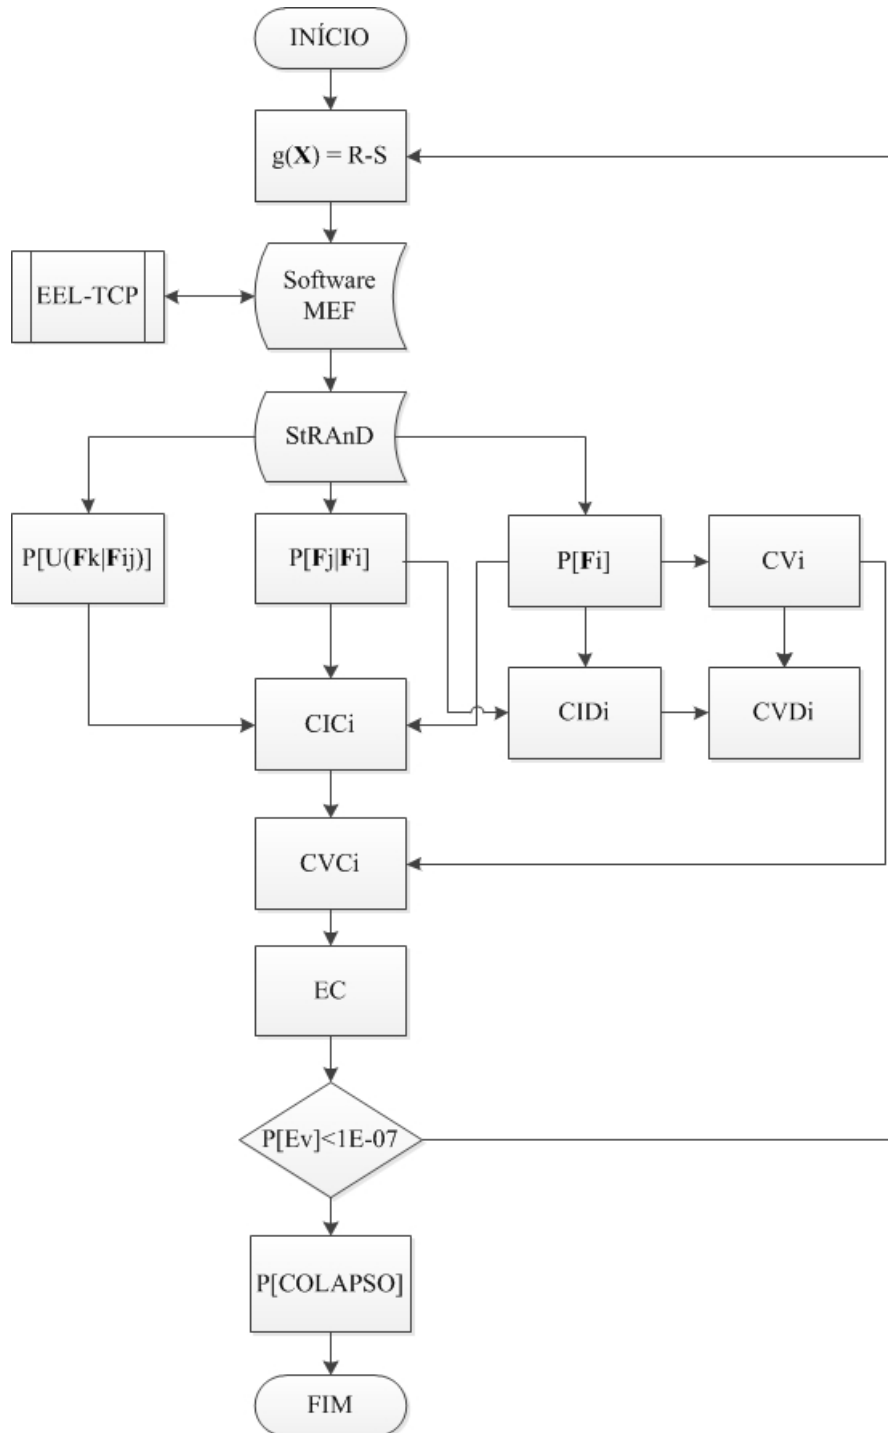 INÍCIO
g(X) = R-S
EEL-TCP
Software
MEF
StRAnD
P[U(Fk|Fij)]
P[Fj|Fi]
P[Fi]
CVi
CICi
CIDi
CVDi
CVCi
EC
P[Ev]<1E-07
P[COLAPSO]
FIM